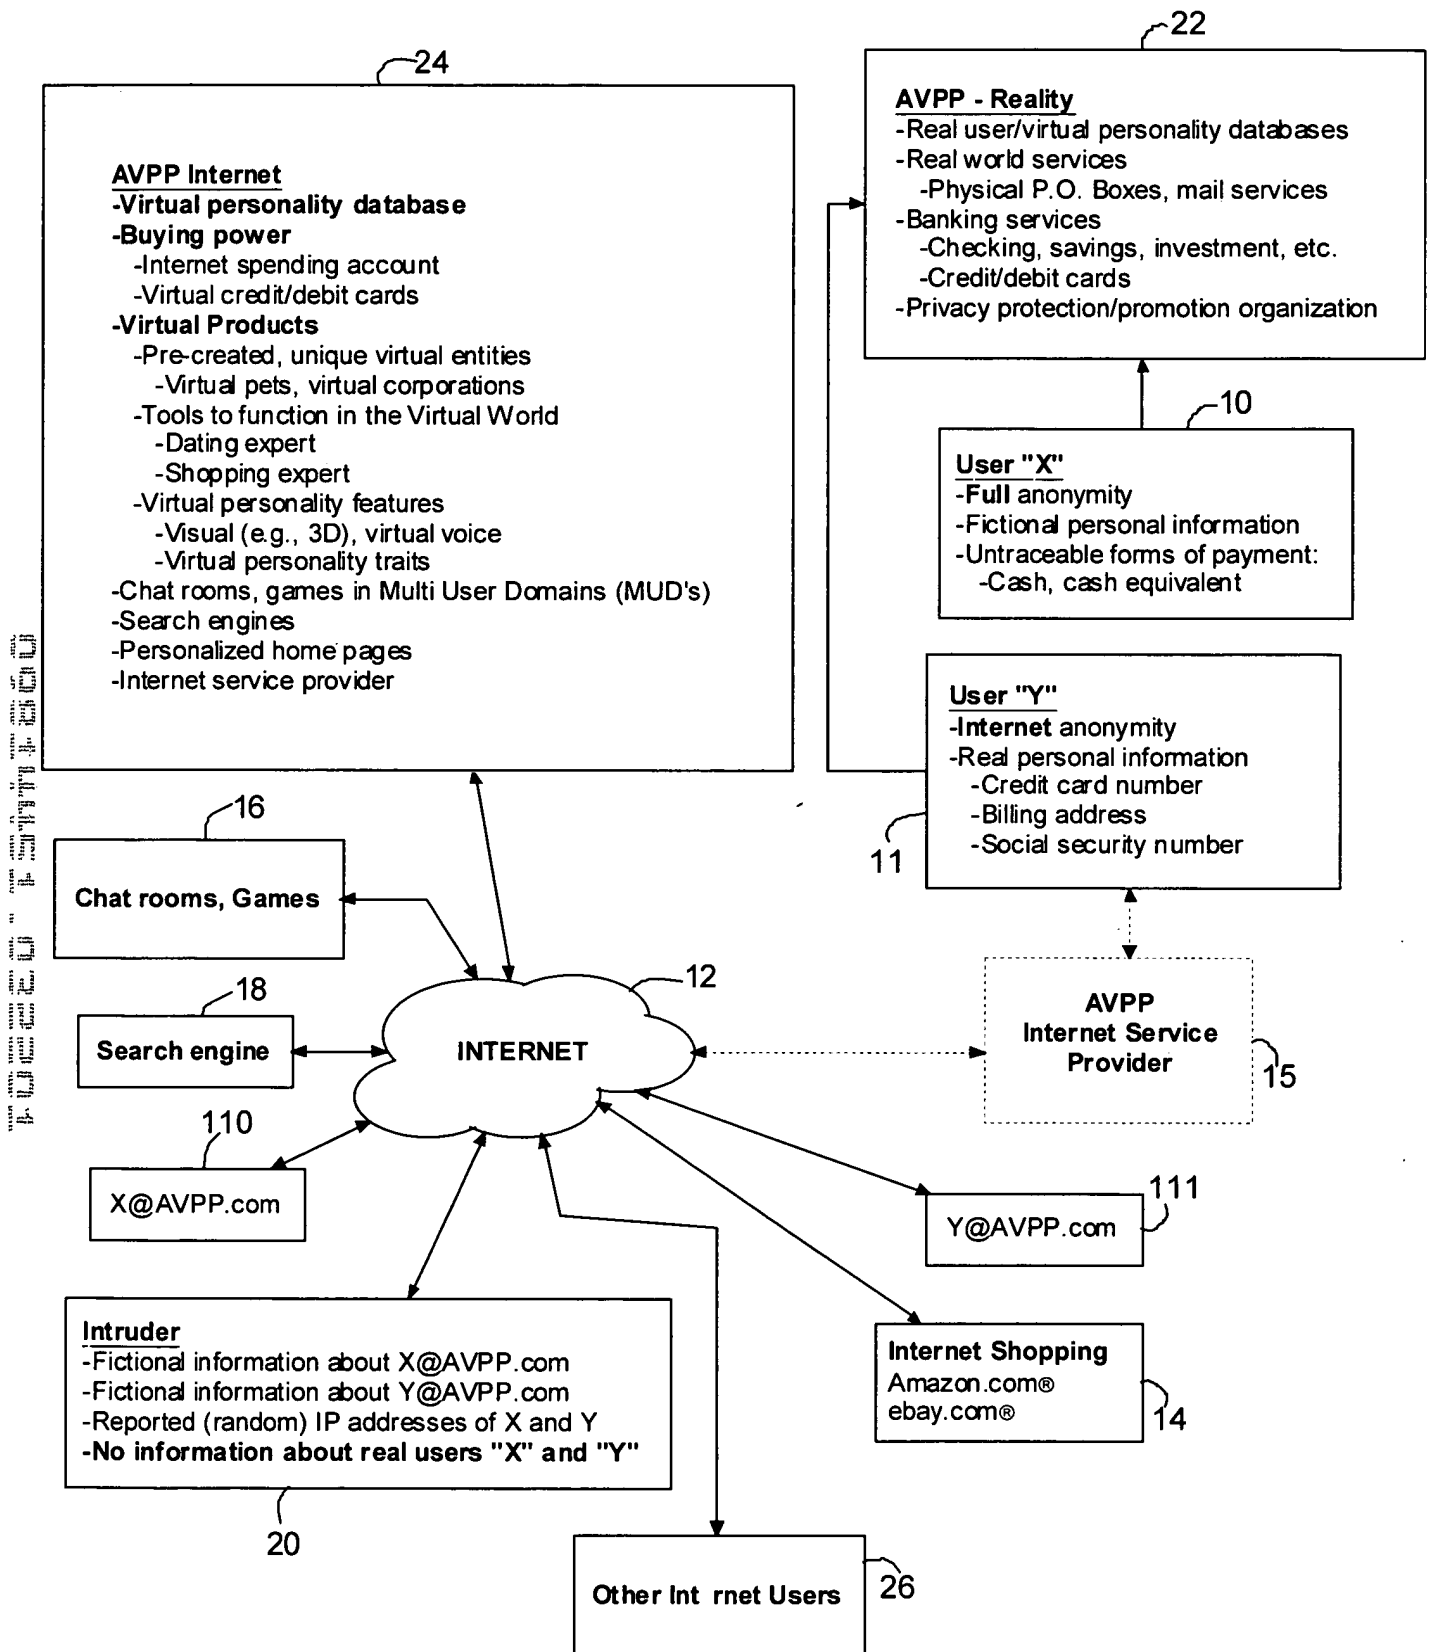 24
AVPP Internet
-Virtual personality database
-Buying power
-Internet spending account
-Virtual credit/debit cards
-Virtual Products
-Pre-created, unique virtual entities
-Virtual pets, virtual corporations
-Tools to function in the Virtual World
-Dating expert
-Shopping expert
-Virtual personality features
-Visual (e.g., 3D), virtual voice
-Virtual personality traits
-Chat rooms, games in Multi User Domains (MUD's)
-Search engines
-Personalized home pages
-Internet service provider
22
AVPP - Reality
-Real user/virtual personality databases
-Real world services
-Physical P.O. Boxes, mail services
-Banking services
-Checking, savings, investment, etc.
-Credit/debit cards
-Privacy protection/promotion organization
10
User "X"
-Full anonymity
-Fictional personal information
-Untraceable forms of payment:
-Cash, cash equivalent
User "Y"
-Internet anonymity
-Real personal information
-Credit card number
-Billing address
-Social security number
11
16
Chat rooms, Games
18
Search engine
12
INTERNET
AVPP
Internet Service
Provider
15
110
X@AVPP.com
111
Y@AVPP.com
Intruder
-Fictional information about X@AVPP.com
-Fictional information about Y@AVPP.com
-Reported (random) IP addresses of X and Y
-No information about real users "X" and "Y"
20
Internet Shopping
Amazon.com®
ebay.com®
14
Other Int rnet Users
26